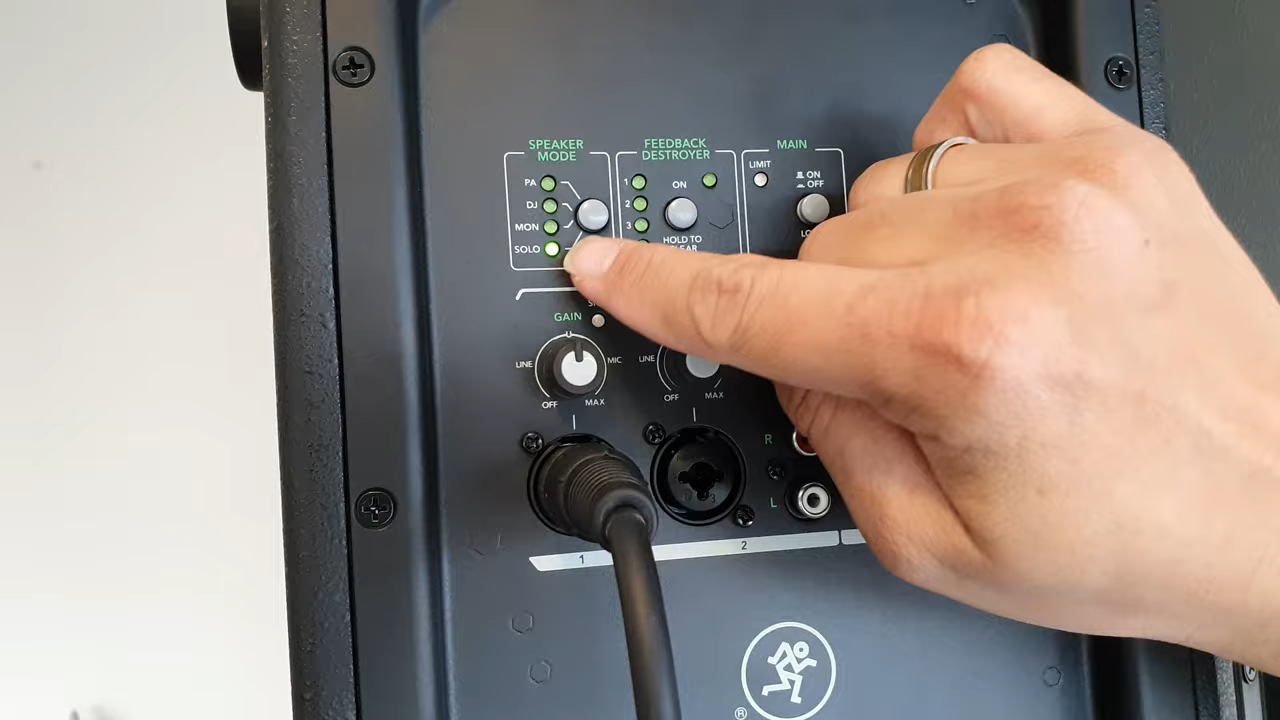 SPEAKER
MODE
PA
DJ
MON
SOLO
FEEDBACK
DESTROYER
1
2
3
ON
HOLD TO
MAIN
LIMIT
ON
OFF
GAIN
LINE
MIC
OFF
MAX
LINE
OFF
MAX
R
L
1
2
®